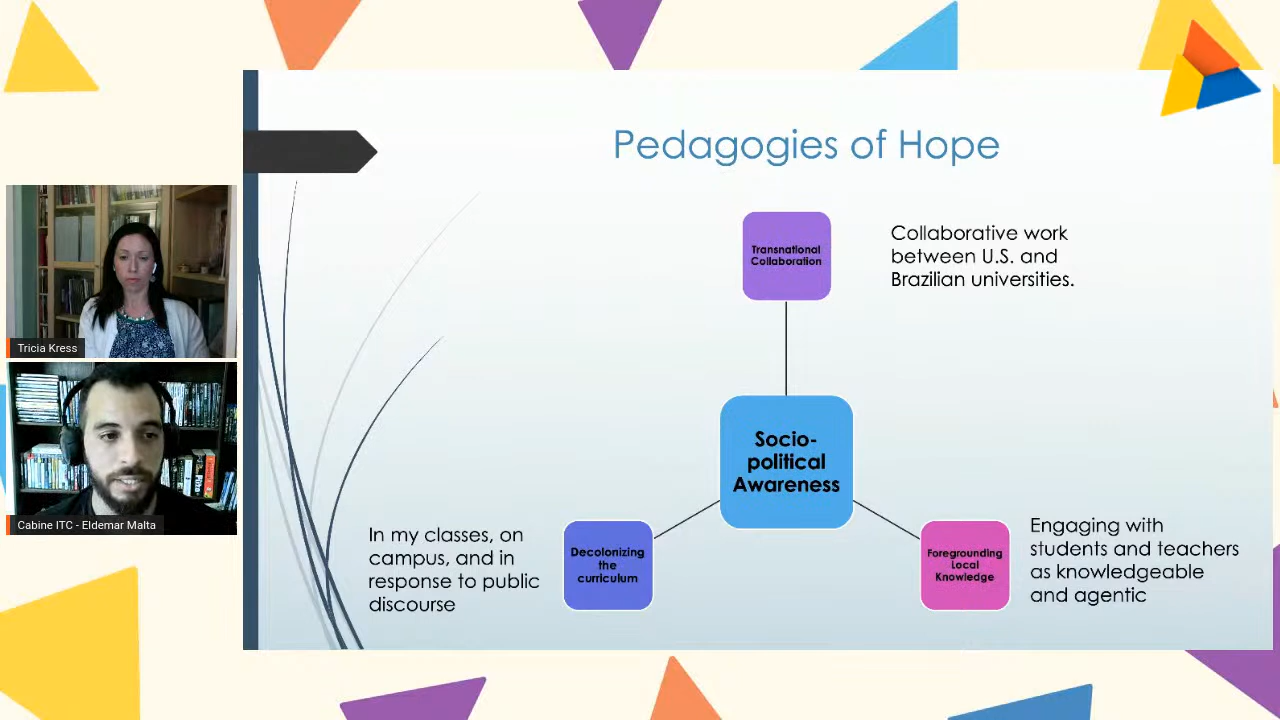 Pedagogies of Hope
Transnational
Collaboration
Collaborative work
between U.S. and
Brazilian universities.
Socio-
political
Awareness
In my classes, on
campus, and in
response to public
discourse
Decolonizing
the
curriculum
Foregrounding
Local
Knowledge
Engaging with
students and teachers
as knowledgeable
and agentic
Tricia Kress
Cabine ITC - Eldemar Malta